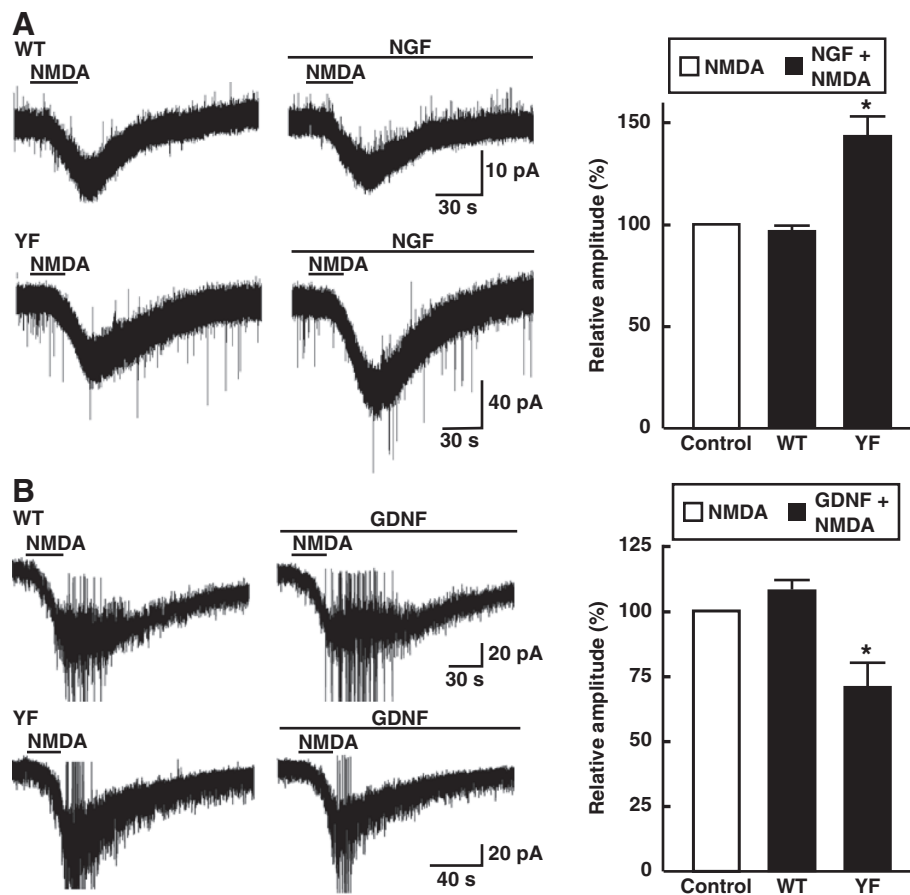 A
WT
NMDA
NGF
NMDA
10 pA
30 s
YF
NMDA
NGF
NMDA
40 pA
30 s
NMDA
NGF +
NMDA
Relative amplitude (%)
150
100
50
0
*
Control
WT
YF
B
WT
NMDA
GDNF
NMDA
20 pA
30 s
YF
NMDA
GDNF
NMDA
20 pA
40 s
NMDA
GDNF +
NMDA
Relative amplitude (%)
125
100
75
50
25
0
*
Control
WT
YF